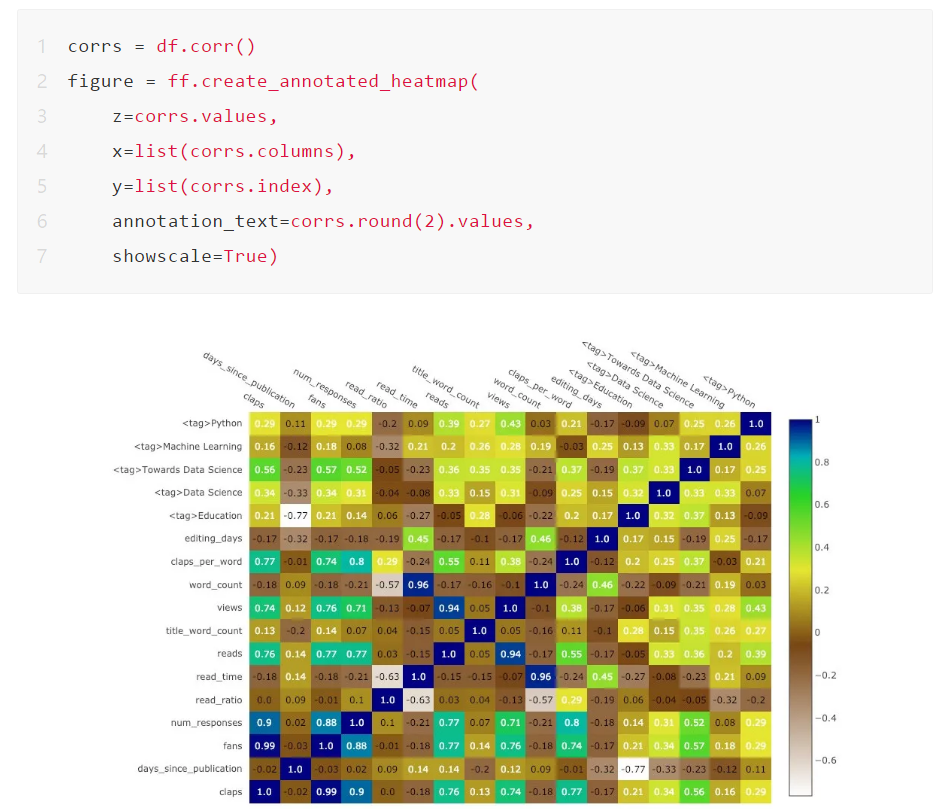 1 corrs = df.corr()
2 figure = ff.create_annotated_heatmap(
3 z=corrs.values,
4 x=list(corrs.columns),
5 y=list(corrs.index),
6 annotation_text=corrs.round(2).values,
7 showscale=True)
claps
days_since_publication
fans
num_responses
read_ratio
read_time
reads
title_word_count
views
word_count
claps_per_word
editing_days
<tag>Education
<tag>Data Science
<tag>Towards Data Science
<tag>Machine Learning
<tag>Python
<tag>Python 0.29 0.11 0.29 0.29 -0.2 0.09 0.39 0.27 0.43 0.03 0.21 -0.17 -0.09 0.07 0.25 0.26 1.0
<tag>Machine Learning 0.16 -0.12 0.18 0.08 -0.32 0.21 0.2 0.26 0.28 0.19 -0.03 -0.25 0.13 0.33 0.17 1.0 0.26
<tag>Towards Data Science 0.56 -0.23 0.57 0.52 -0.05 -0.23 0.36 0.35 0.35 -0.21 0.37 -0.19 0.37 0.33 1.0 0.17 0.25
<tag>Data Science 0.34 -0.33 0.34 0.31 -0.04 -0.08 0.33 0.15 0.31 -0.09 0.25 0.15 0.32 1.0 0.33 0.33 0.07
<tag>Education 0.21 -0.77 0.21 0.14 0.06 -0.27 -0.05 0.28 -0.06 -0.22 0.2 0.17 1.0 0.32 0.37 0.13 -0.09
editing_days -0.17 -0.32 -0.17 -0.18 -0.19 0.45 -0.17 -0.1 -0.17 0.46 -0.12 1.0 0.17 0.15 -0.19 0.25 -0.17
claps_per_word 0.77 -0.01 0.74 0.8 0.29 -0.24 0.55 0.11 0.38 -0.24 1.0 -0.12 0.2 0.25 0.37 -0.03 0.21
word_count -0.18 0.09 -0.18 -0.21 -0.57 0.96 -0.17 -0.16 -0.1 1.0 -0.24 0.46 -0.22 -0.09 -0.21 0.19 0.03
views 0.74 0.12 0.76 0.71 -0.13 -0.07 0.94 0.05 1.0 -0.1 0.38 -0.17 -0.06 0.31 0.35 0.28 0.43
title_word_count 0.13 -0.2 0.14 0.07 0.04 -0.15 0.05 1.0 0.05 -0.16 0.11 -0.1 0.28 0.15 0.35 0.26 0.27
reads 0.76 0.14 0.77 0.77 0.03 -0.15 1.0 0.05 0.94 -0.17 0.55 -0.17 -0.05 0.33 0.36 0.2 0.39
read_time -0.18 0.14 -0.18 -0.21 -0.63 1.0 -0.15 -0.15 -0.07 0.96 -0.24 0.45 -0.27 -0.08 -0.23 0.21 0.09
read_ratio 0.0 0.09 -0.01 0.1 1.0 -0.63 0.03 0.04 -0.13 -0.57 0.29 -0.19 0.06 -0.04 -0.05 -0.32 -0.2
num_responses 0.9 0.02 0.88 1.0 0.1 -0.21 0.77 0.07 0.71 -0.21 0.8 -0.18 0.14 0.31 0.52 0.08 0.29
fans 0.99 -0.03 1.0 0.88 -0.01 -0.18 0.77 0.14 0.76 -0.18 0.74 -0.17 0.21 0.34 0.57 0.18 0.29
days_since_publication -0.02 1.0 -0.03 0.02 0.09 0.14 0.14 -0.2 0.12 0.09 -0.01 -0.32 -0.77 -0.33 -0.23 -0.12 0.11
claps 1.0 -0.02 0.99 0.9 0.0 -0.18 0.76 0.13 0.74 -0.18 0.77 -0.17 0.21 0.34 0.56 0.16 0.29
1
0.8
0.6
0.4
0.2
0
−0.2
−0.4
−0.6